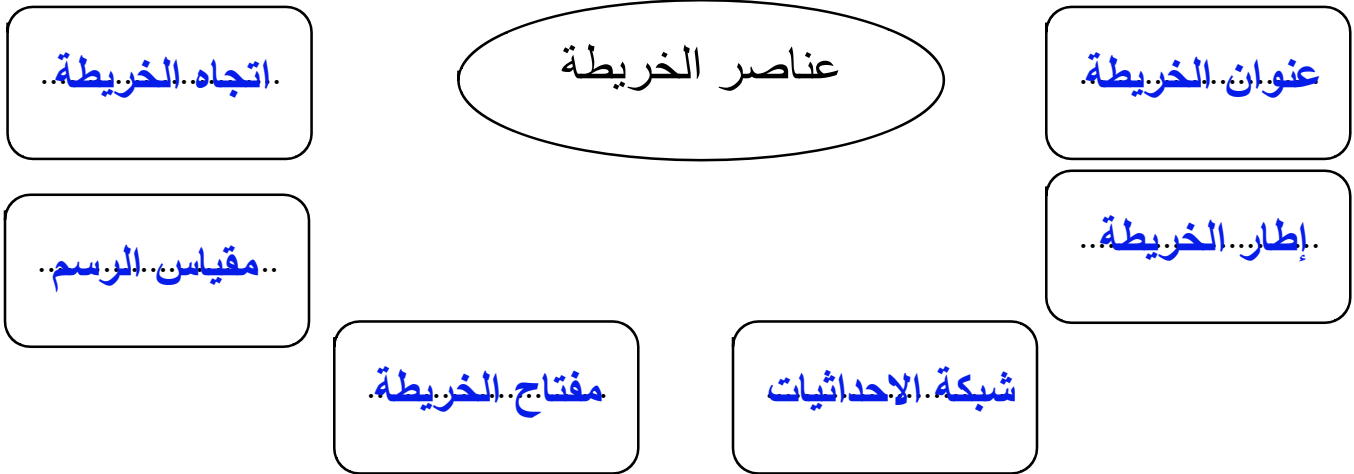 عناصر الخريطة
عنوان الخريطة
اتجاه الخريطة
إطار الخريطة
مقياس الرسم
شبكة الاحداثيات
مفتاح الخريطة